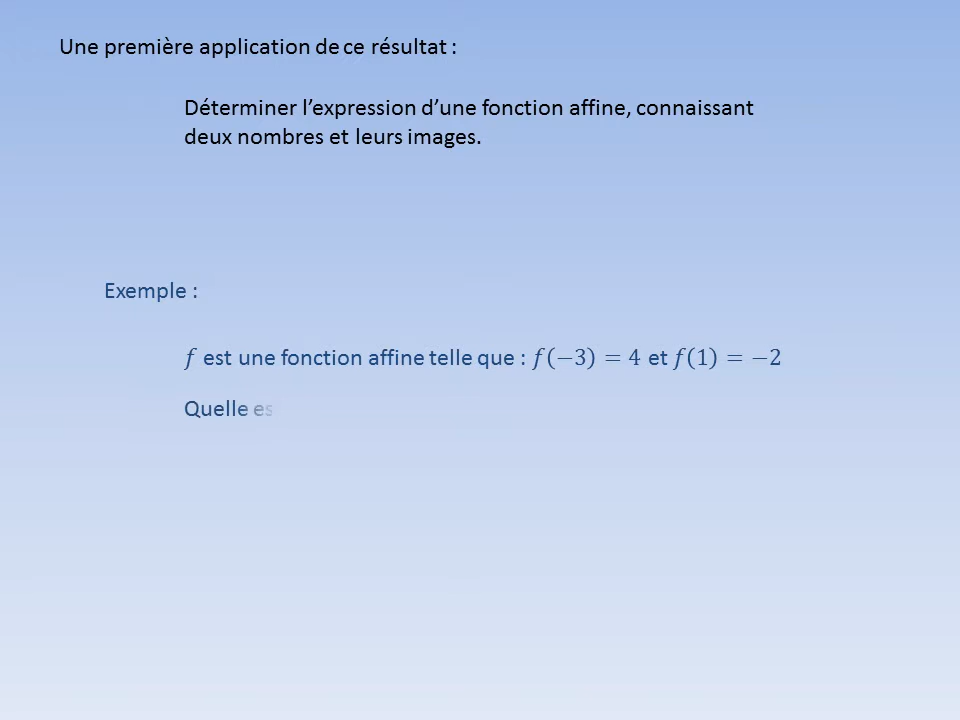 Une première application de ce résultat :
Déterminer l’expression d’une fonction affine, connaissant
deux nombres et leurs images.
Exemple :
𝑓 est une fonction affine telle que : 𝑓(−3) = 4 et 𝑓(1) = −2
Quelle es